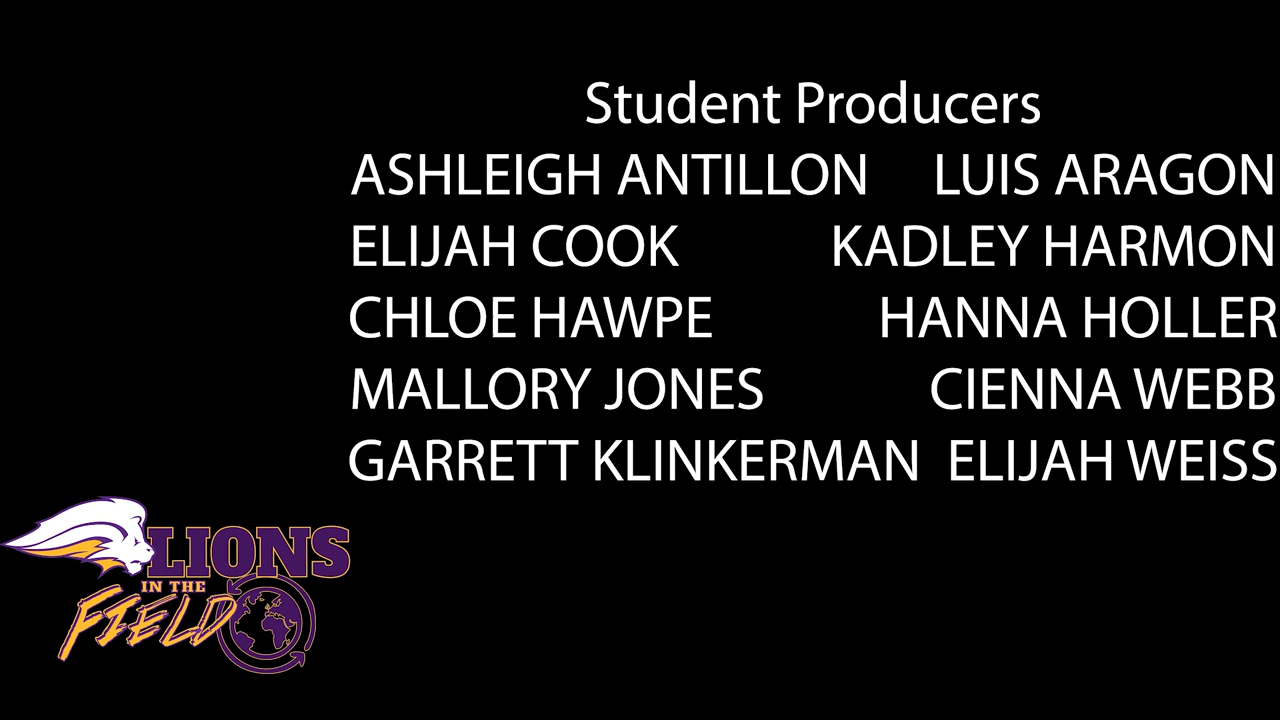 Student Producers
ASHLEIGH ANTILLON LUIS ARAGON
ELIJAH COOK KADLEY HARMON
CHLOE HAWPE HANNA HOLLER
MALLORY JONES CIENNA WEBB
GARRETT KLINKERMAN ELIJAH WEISS
LIONS
IN THE
FIELD